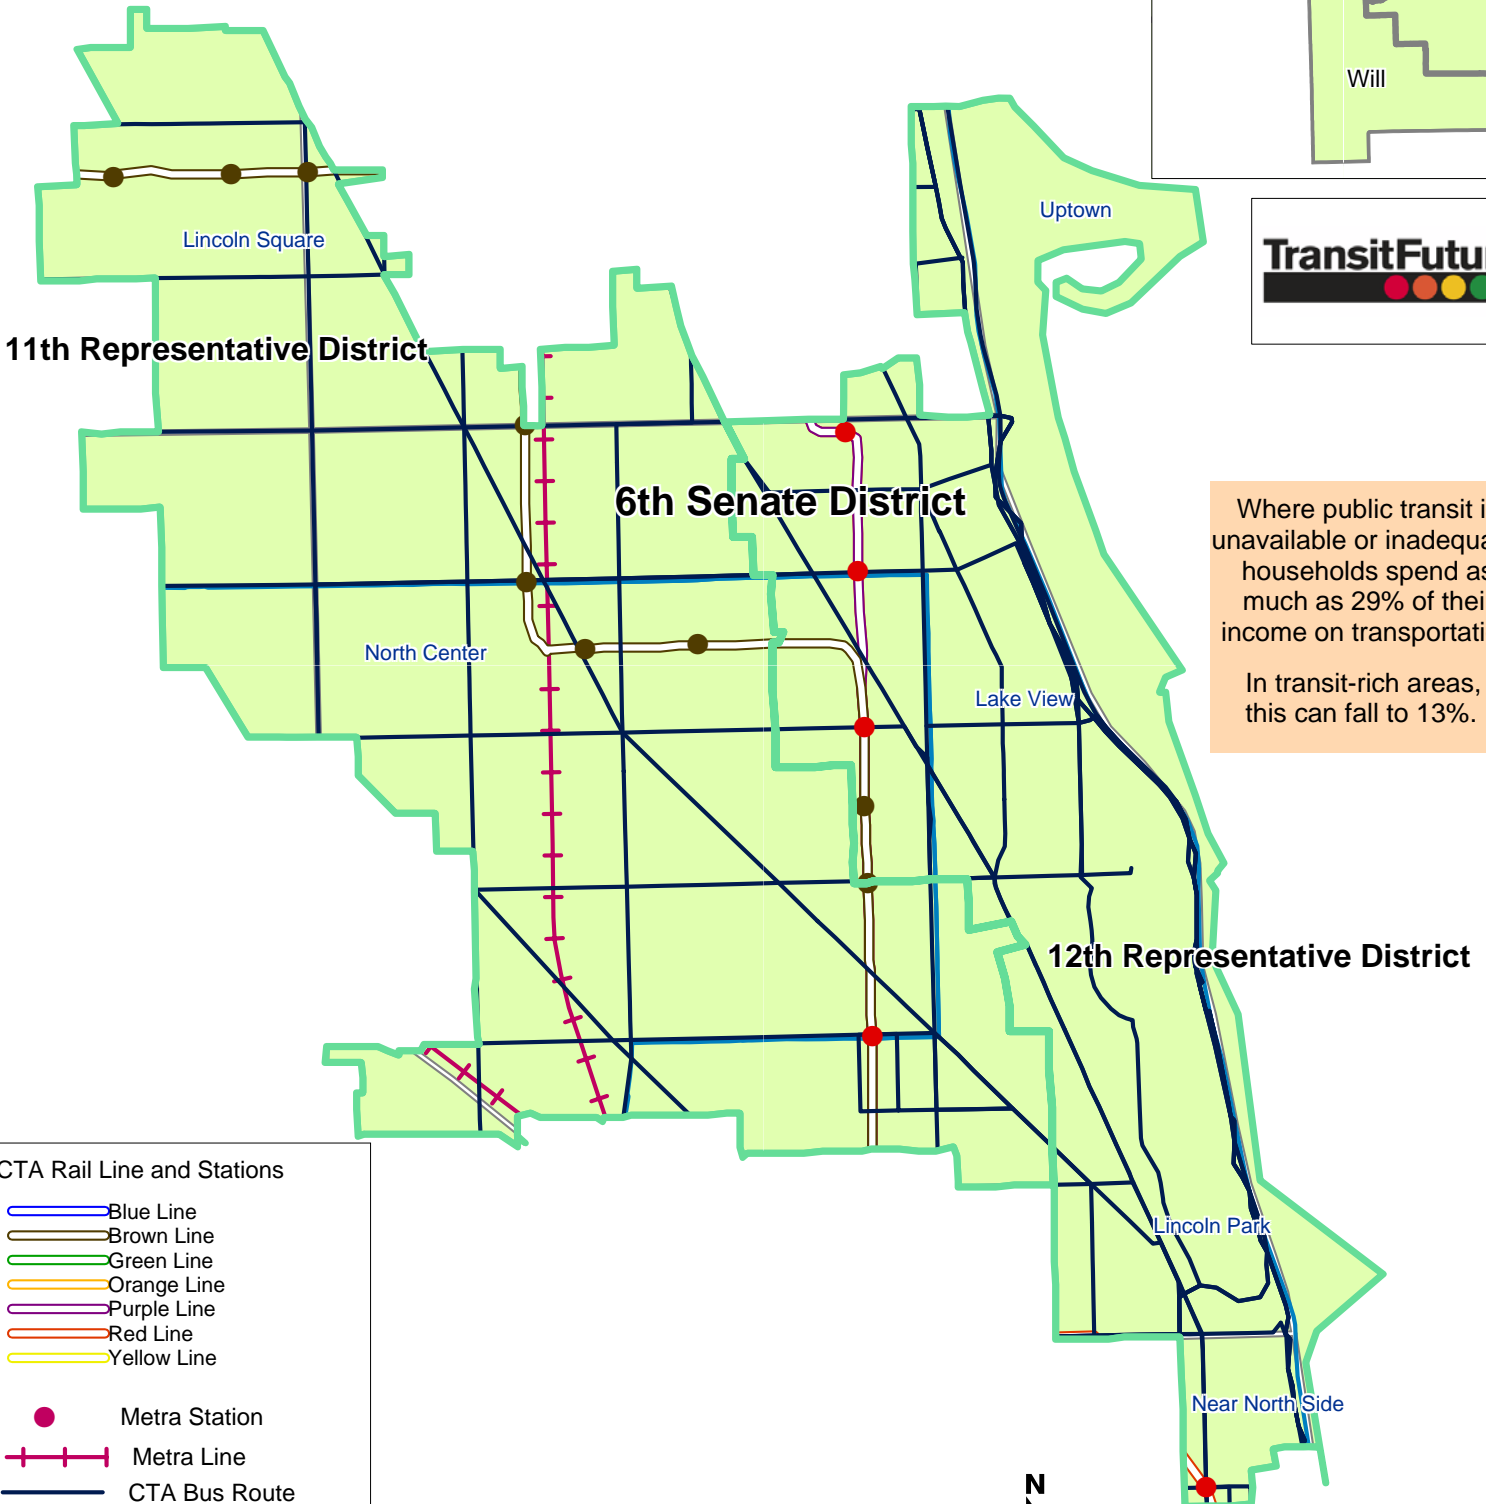 Will
Uptown
TransitFutu
Lincoln Square
11th Representative District
6th Senate District
Where public transit i
unavailable or inadequa
households spend as
much as 29% of thei
income on transportati
In transit-rich areas,
this can fall to 13%.
North Center
Lake View
12th Representative District
CTA Rail Line and Stations
Blue Line
Brown Line
Green Line
Orange Line
Purple Line
Red Line
Yellow Line
Metra Station
Metra Line
CTA Bus Route
Lincoln Park
Near North Side
N